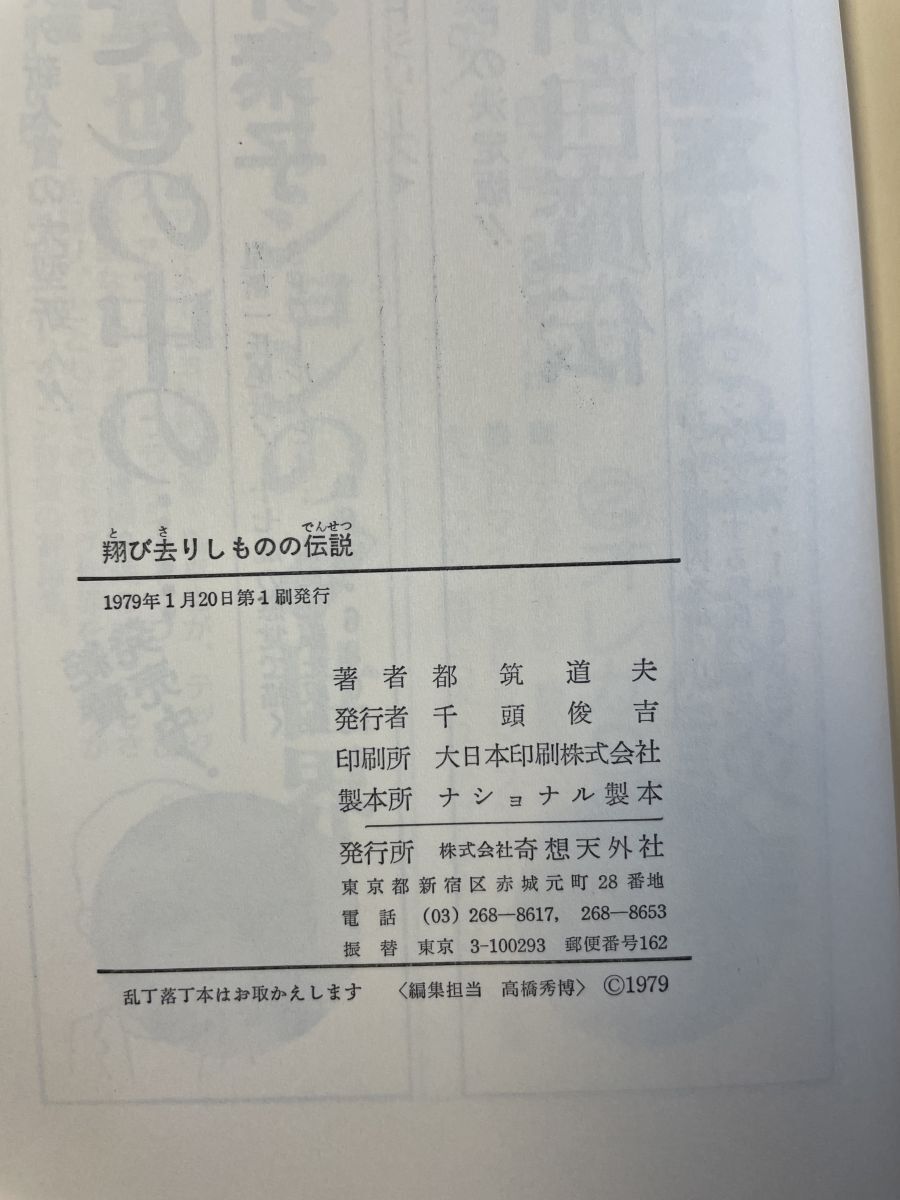 翔び去りしものの伝説
1979年1月20日第1刷発行
著者 都筑道夫
発行者 千頭俊吉
印刷所 大日本印刷株式会社
製本所 ナショナル製本
発行所 株式会社奇想天外社
東京都新宿区赤城元町28番地
電話 (03) 268—8617, 268—8653
振替 東京 3-100293 郵便番号162
乱丁落丁本はお取かえします 〈編集担当 高橋秀博〉 ©1979